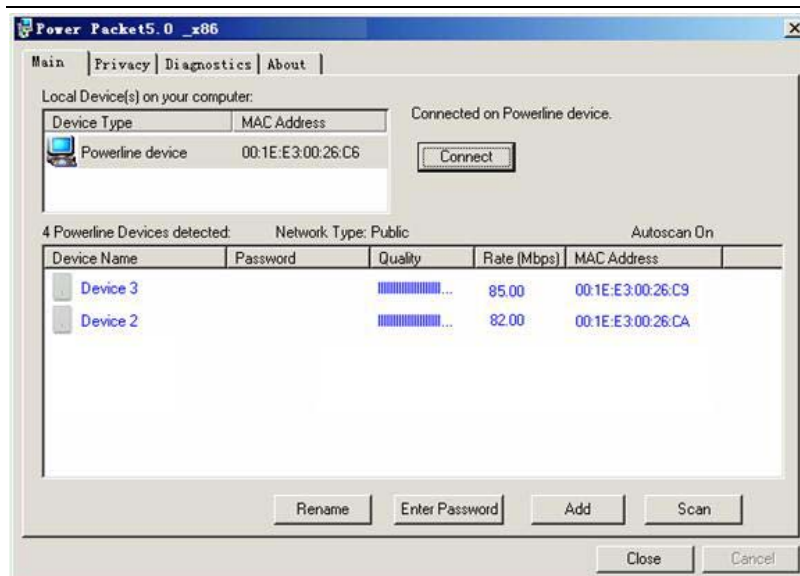 Power Packet5.0 _x86
Main Privacy Diagnostics About
Local Device(s) on your computer:
Device Type MAC Address
Powerline device 00:1E:E3:00:26:C6
Connected on Powerline device.
Connect
4 Powerline Devices detected: Network Type: Public Autoscan On
Device Name Password Quality Rate (Mbps) MAC Address
Device 3 85.00 00:1E:E3:00:26:C9
Device 2 82.00 00:1E:E3:00:26:CA
Rename Enter Password Add Scan
Close Cancel